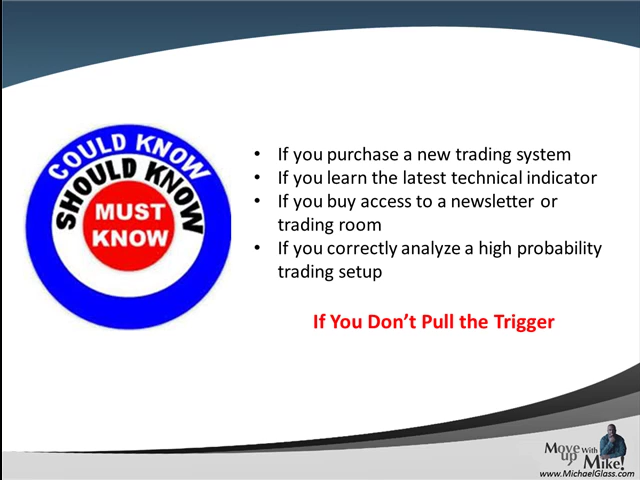 COULD KNOW
SHOULD KNOW
MUST
KNOW
• If you purchase a new trading system
• If you learn the latest technical indicator
• If you buy access to a newsletter or
trading room
• If you correctly analyze a high probability
trading setup
If You Don’t Pull the Trigger
Move With
up Mike!
www.MichaelGlass.com